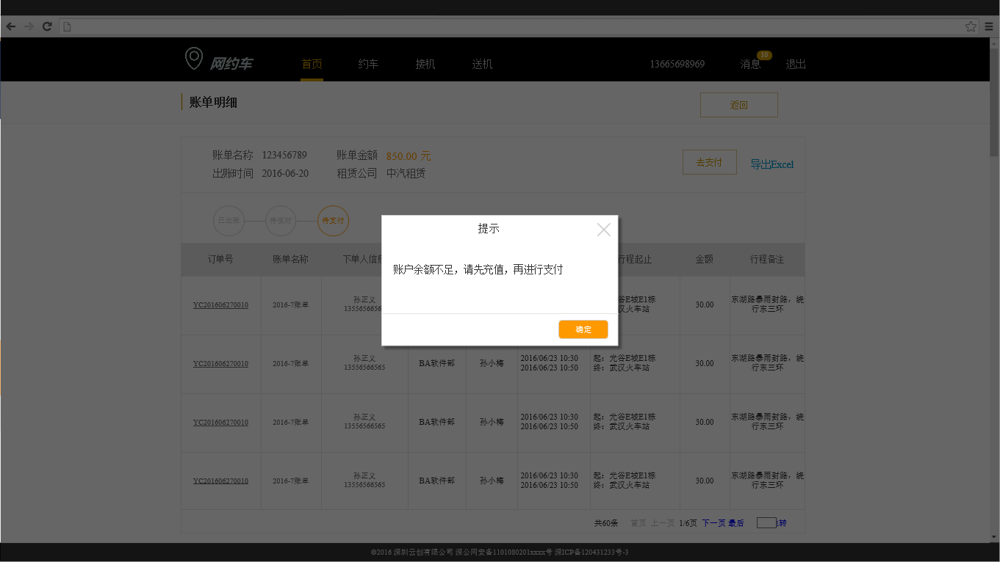 网约车 首页 约车 接机 送机 13665698969 消息 10 退出
账单明细 返回
账单名称 123456789 账单金额 850.00 元 去支付 导出Excel
出账时间 2016-06-20 租赁公司 中汽租赁
已出账 待核对 待支付
提示
账户余额不足，请先充值，再进行支付
确定
订单号 账单名称 下单人信息 行程起止 金额 行程备注
YC201606270010 2016-7账单 孙正义 谷E城E1栋 30.00 东湖路暴雨封路，绕
1355656656 汉火车站 行东三环
YC201606270010 2016-7账单 孙正义 BA软件部 孙小梅 2016/06/23 10:30 起：光谷E城E1栋 30.00 东湖路暴雨封路，绕
13556566565 2016/06/23 10:50 终：武汉火车站 行东三环
YC201606270010 2016-7账单 孙正义 BA软件部 孙小梅 2016/06/23 10:30 起：光谷E城E1栋 30.00 东湖路暴雨封路，绕
13556566565 2016/06/23 10:50 终：武汉火车站 行东三环
YC201606270010 2016-7账单 孙正义 BA软件部 孙小梅 2016/06/23 10:30 起：光谷E城E1栋 30.00 东湖路暴雨封路，绕
13556566565 2016/06/23 10:50 终：武汉火车站 行东三环
共60条 首页 上一页 1/6页 下一页 最后 转
©2016 深圳云创有限公司 深公网安备1101080201xxxx号 深ICP备120431233号-3